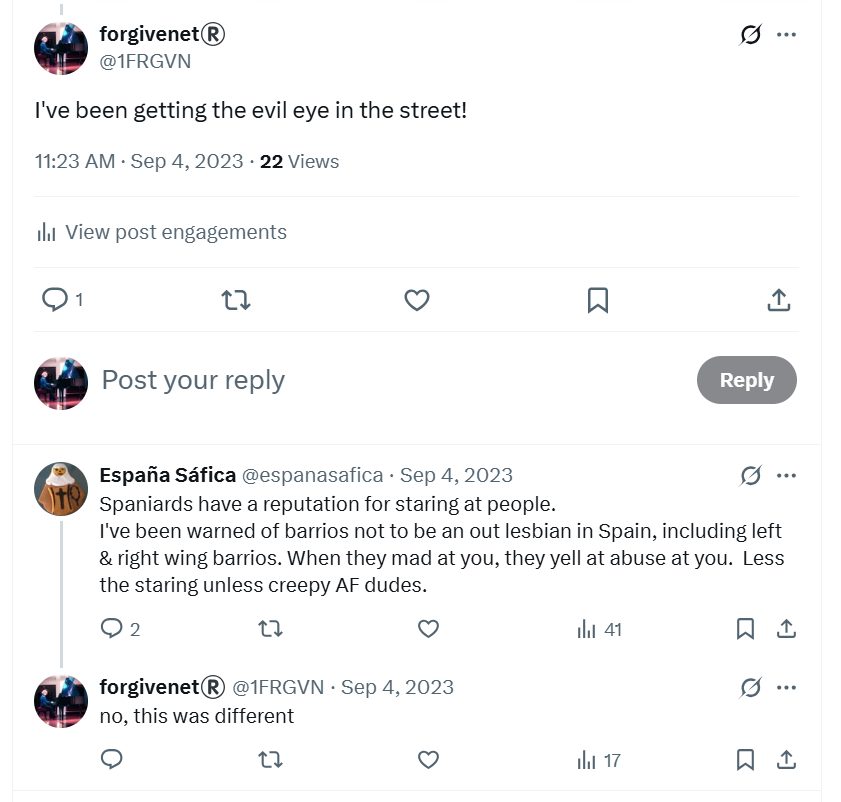 forgivenet®
@1FRGVN
I've been getting the evil eye in the street!
11:23 AM · Sep 4, 2023 · 22 Views
View post engagements
1
Post your reply
Reply
España Sáfica @espanasafica · Sep 4, 2023
Spaniards have a reputation for staring at people.
I've been warned of barrios not to be an out lesbian in Spain, including left
& right wing barrios. When they mad at you, they yell at abuse at you.  Less
the staring unless creepy AF dudes.
2 41
forgivenet® @1FRGVN · Sep 4, 2023
no, this was different
17